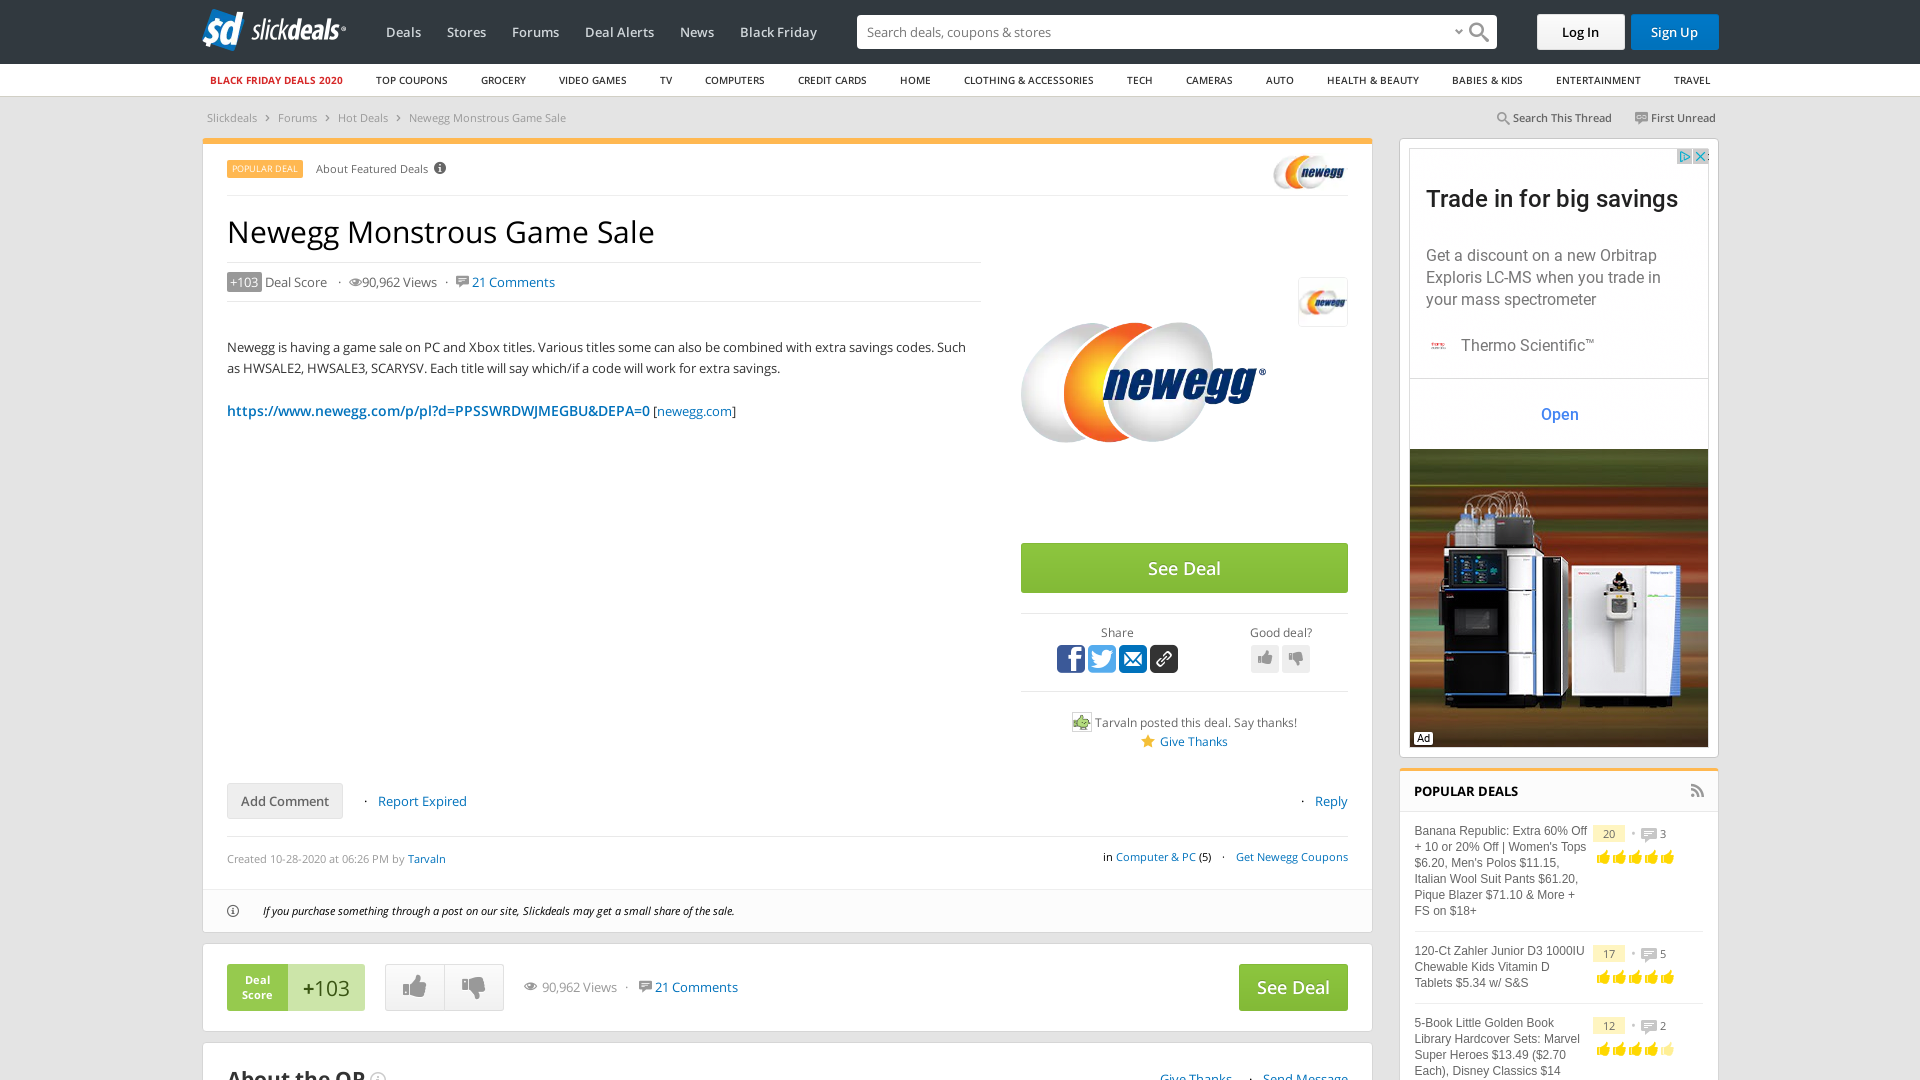 sd slickdeals
Deals Stores Forums Deal Alerts News Black Friday
Search deals, coupons & shops
Log In Sign Up
BLACK FRIDAY DEALS 2020 TOP COUPONS GROCERY VIDEO GAMES TV COMPUTERS CREDIT CARDS HOME CLOTHING & ACCESSORIES TECH CAMERAS AUTO HEALTH & BEAUTY BABIES & KIDS ENTERTAINMENT TRAVEL
Slickdeals › Forums › Hot Deals › Newegg Monstrous Game Sale
Search This Thread First Unread
POPULAR DEAL About Featured Deals
newegg
Newegg Monstrous Game Sale
+103 Deal Score · 90,962 Views · 21 Comments
Newegg is having a game sale on PC and Xbox titles. Various titles some can also be combined with extra savings codes. Such
as HWSALE2, HWSALE3, SCARYSV. Each title will say which/if a code will work for extra savings.
https://www.newegg.com/p/pl?d=PPSSWRDWJMEGBU&DEPA=0 [newegg.com]
newegg
newegg
See Deal
Share Good deal?
Tarvaln posted this deal. Say thanks!
Give Thanks
Add Comment · Report Expired · Reply
Created 10-28-2020 at 06:26 PM by Tarvaln
in Computer & PC (5) · Get Newegg Coupons
If you purchase something through a post on our site, Slickdeals may get a small share of the sale.
Deal
Score
+103
90,962 Views · 21 Comments
See Deal
About the OP
Give Thanks · Send Message
Trade in for big savings
Get a discount on a new Orbitrap
Exploris LC-MS when you trade in
your mass spectrometer
Thermo Scientific™
Open
Ad
POPULAR DEALS
Banana Republic: Extra 60% Off
+ 10 or 20% Off | Women's Tops
$6.20, Men's Polos $11.15,
Italian Wool Suit Pants $61.20,
Pique Blazer $71.10 & More +
FS on $18+
20 · 3
120-Ct Zahler Junior D3 1000IU
Chewable Kids Vitamin D
Tablets $5.34 w/ S&S
17 · 5
5-Book Little Golden Book
Library Hardcover Sets: Marvel
Super Heroes $13.49 ($2.70
Each), Disney Classics $14
12 · 2